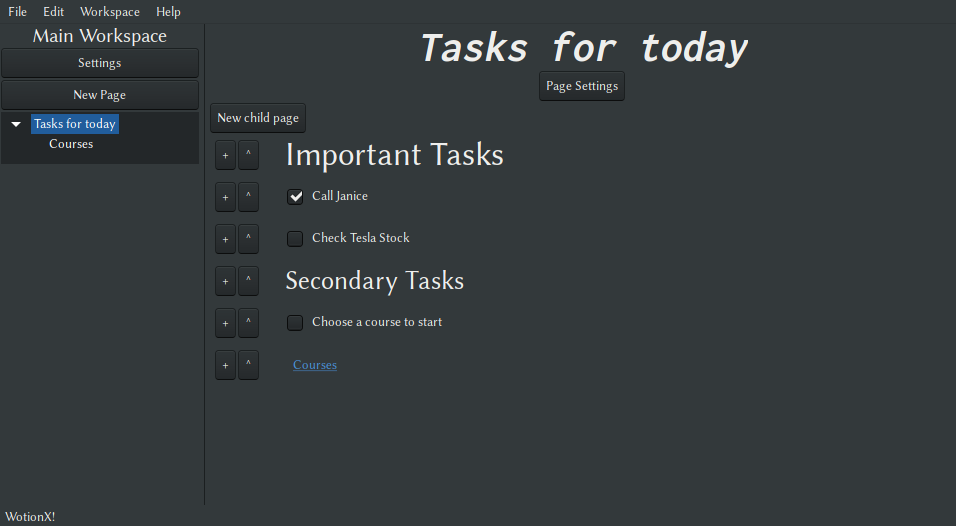 File Edit Workspace Help
Main Workspace
Settings
New Page
Tasks for today
Courses
Tasks for today
Page Settings
New child page
+ ^ Important Tasks
+ ^ Call Janice
+ ^ Check Tesla Stock
+ ^ Secondary Tasks
+ ^ Choose a course to start
+ ^ Courses
WotionX!